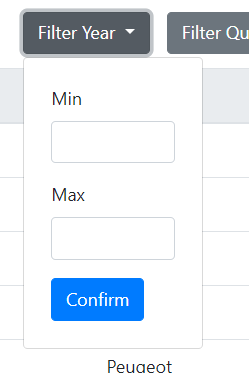 Filter Year
Filter Qu
Min
Max
Confirm
Peugeot